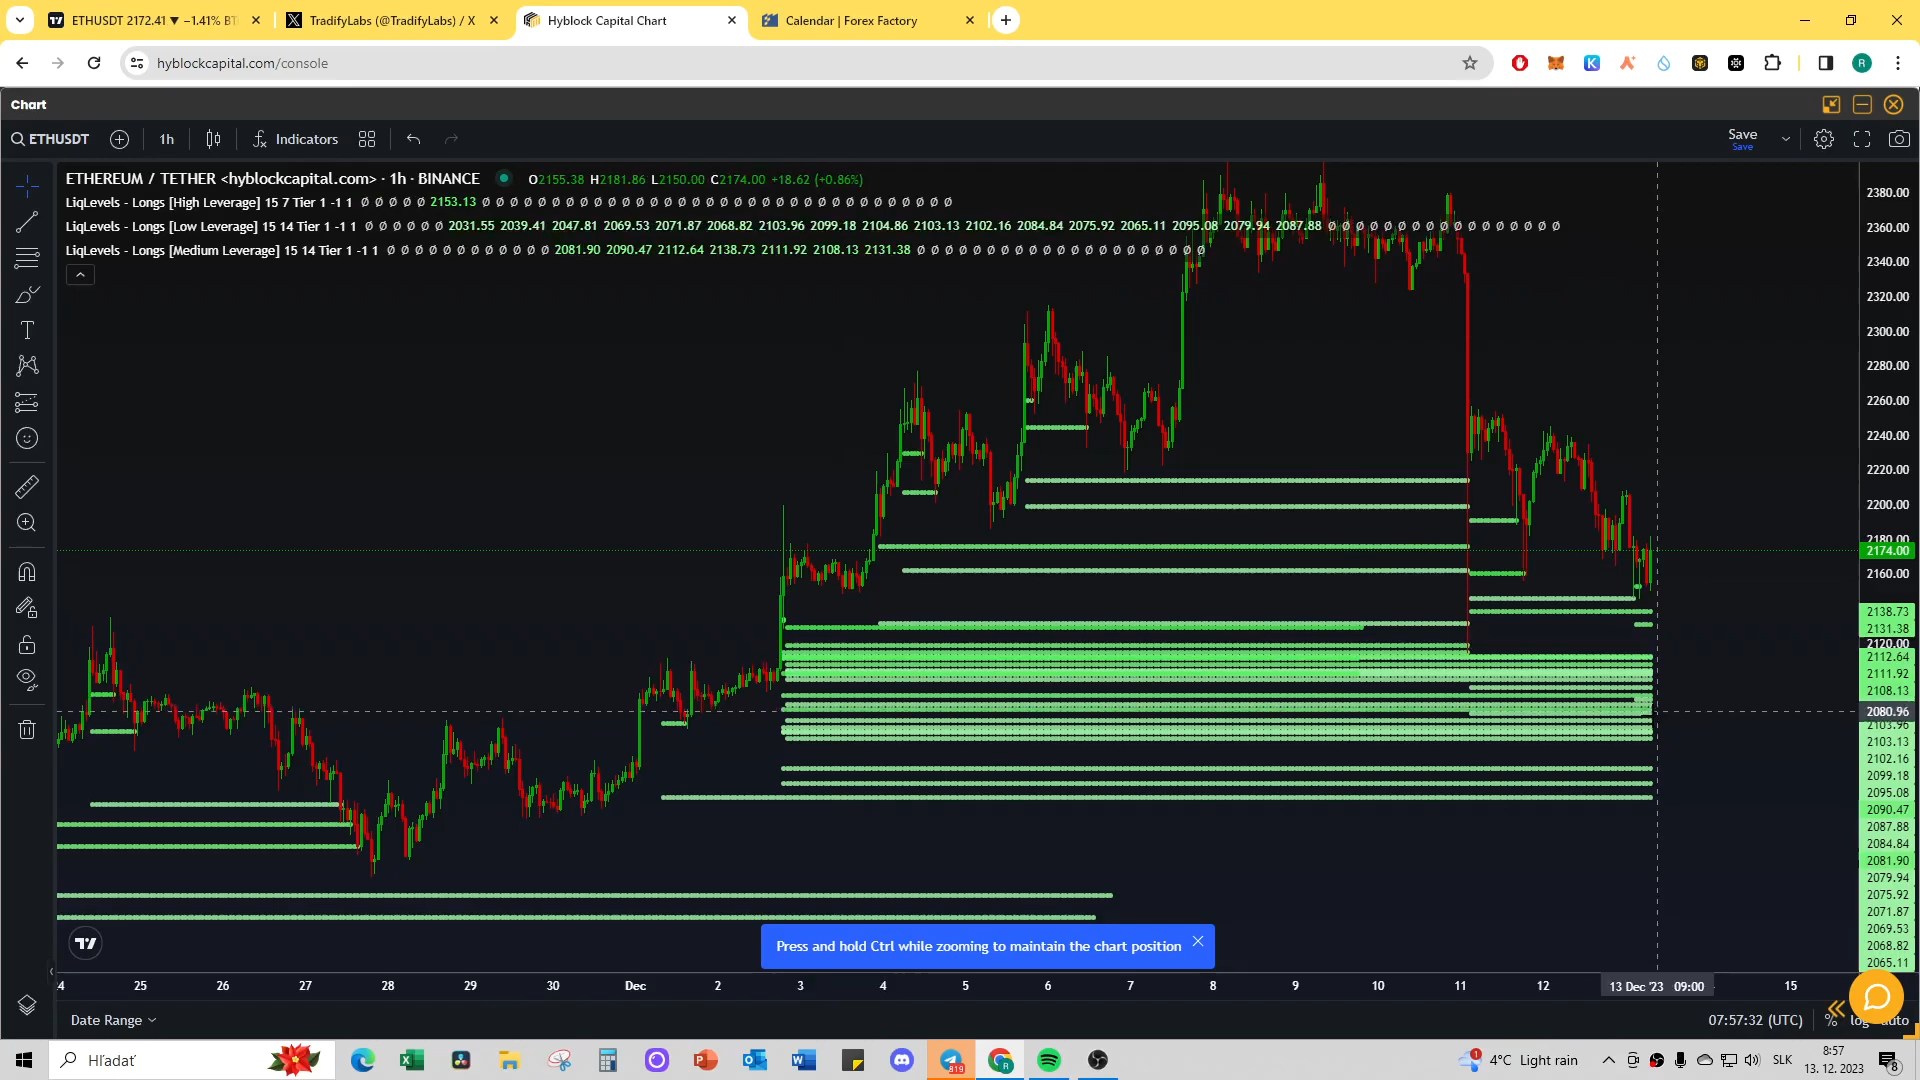 ETHUSDT 2172.41 ▼ −1.41% BT
TradifyLabs (@TradifyLabs) / X
Hyblock Capital Chart
Calendar | Forex Factory
hyblockcapital.com/console
Chart
ETHUSDT
1h
Indicators
Save
Save
ETHEREUM / TETHER <hyblockcapital.com> · 1h · BINANCE O2155.38 H2181.86 L2150.00 C2174.00 +18.62 (+0.86%)
LiqLevels - Longs [High Leverage] 15 7 Tier 1 -1 1 Ø Ø Ø Ø Ø 2153.13 Ø Ø Ø Ø Ø Ø Ø Ø Ø Ø Ø Ø Ø Ø Ø Ø Ø Ø Ø Ø Ø Ø Ø Ø Ø Ø Ø Ø Ø Ø Ø Ø Ø Ø
LiqLevels - Longs [Low Leverage] 15 14 Tier 1 -1 1 Ø Ø Ø Ø Ø Ø 2031.55 2039.41 2047.81 2069.53 2071.87 2068.82 2103.96 2099.18 2104.86 2103.13 2102.16 2084.84 2075.92 2065.11 2095.08 2079.94 2087.88 Ø Ø Ø Ø Ø Ø Ø Ø Ø Ø Ø Ø Ø Ø Ø Ø Ø
LiqLevels - Longs [Medium Leverage] 15 14 Tier 1 -1 1 Ø Ø Ø Ø Ø Ø Ø Ø Ø Ø Ø Ø 2081.90 2090.47 2112.64 2138.73 2111.92 2108.13 2131.38 Ø Ø Ø Ø Ø Ø Ø Ø Ø Ø Ø Ø Ø Ø Ø Ø Ø Ø Ø Ø Ø
2380.00
2360.00
2340.00
2320.00
2300.00
2280.00
2260.00
2240.00
2220.00
2200.00
2180.00
2174.00
2160.00
2138.73
2131.38
2120.00
2112.64
2111.92
2108.13
2080.96
2103.96
2103.13
2102.16
2099.18
2095.08
2090.47
2087.88
2084.84
2081.90
2079.94
2075.92
2071.87
2069.53
2068.82
2065.11
Press and hold Ctrl while zooming to maintain the chart position
4 25 26 27 28 29 30 Dec 2 3 4 5 6 7 8 9 10 11 12 13 Dec '23 09:00 15
Date Range
07:57:32 (UTC) % log auto
Hľadať
819
1
4°C Light rain
SLK
8:57
13. 12. 2023
8